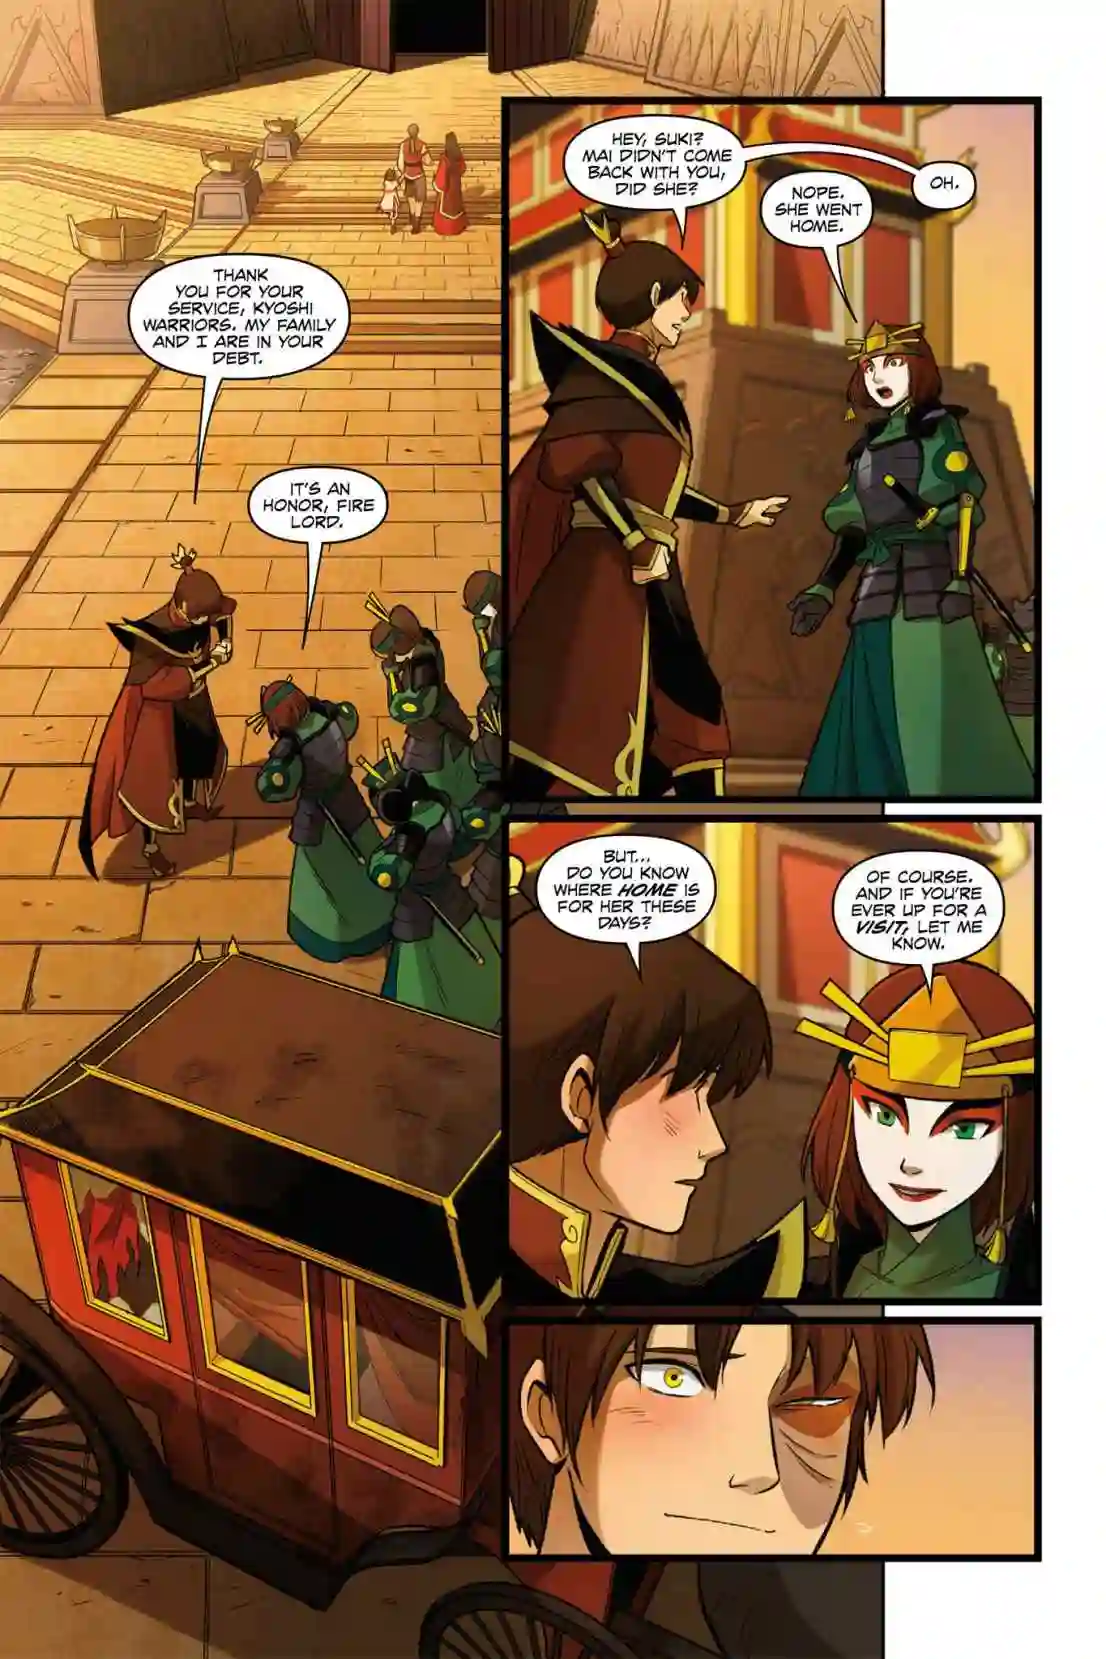 THANK
YOU FOR YOUR
SERVICE, KYOSHI
WARRIORS. MY FAMILY
AND I ARE IN YOUR
DEBT.
IT'S AN
HONOR, FIRE
LORD.
HEY, SUKI?
MAI DIDN'T COME
BACK WITH YOU,
DID SHE?
NOPE.
SHE WENT
HOME.
OH.
BUT...
DO YOU KNOW
WHERE HOME IS
FOR HER THESE
DAYS?
OF COURSE.
AND IF YOU'RE
EVER UP FOR A
VISIT, LET ME
KNOW.